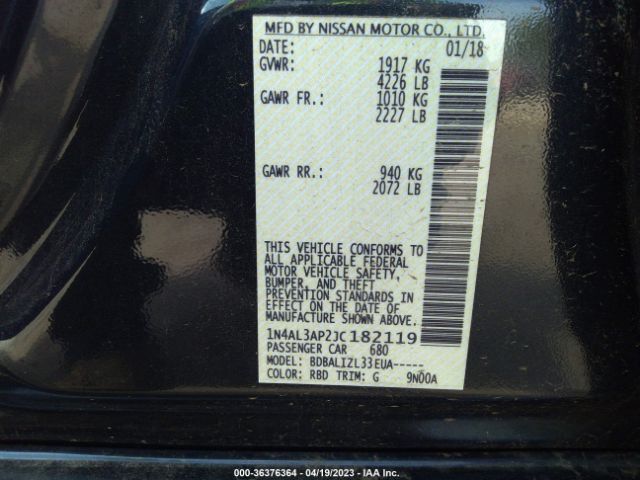 MFD BY NISSAN MOTOR CO., LTD.
DATE: 01/18
GVWR: 1917 KG
4226 LB
GAWR FR.: 1010 KG
2227 LB
GAWR RR.: 940 KG
2072 LB
THIS VEHICLE CONFORMS TO
ALL APPLICABLE FEDERAL
MOTOR VEHICLE SAFETY,
BUMPER, AND THEFT
PREVENTION STANDARDS IN
EFFECT ON THE DATE OF
MANUFACTURE SHOWN ABOVE.
1N4AL3AP2JC182119
PASSENGER CAR 680
MODEL: BDBALIZL33EUA-----
COLOR: RBD TRIM: G 9N00A
000-36376364 - 04/19/2023 - IAA Inc.